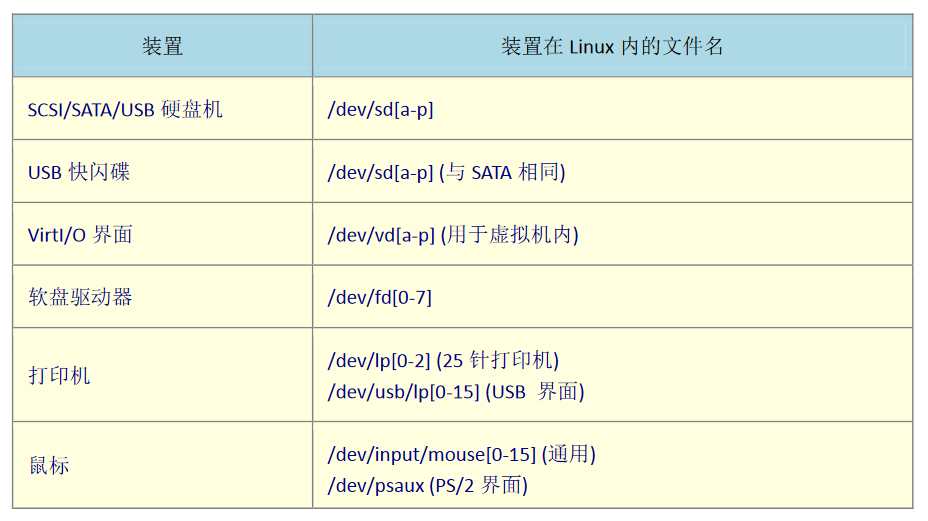 装置
装置在 Linux 内的文件名
SCSI/SATA/USB 硬盘机
/dev/sd[a-p]
USB 快闪碟
/dev/sd[a-p] (与 SATA 相同)
VirtI/O 界面
/dev/vd[a-p] (用于虚拟机内)
软盘驱动器
/dev/fd[0-7]
打印机
/dev/lp[0-2] (25 针打印机)
/dev/usb/lp[0-15] (USB 界面)
鼠标
/dev/input/mouse[0-15] (通用)
/dev/psaux (PS/2 界面)